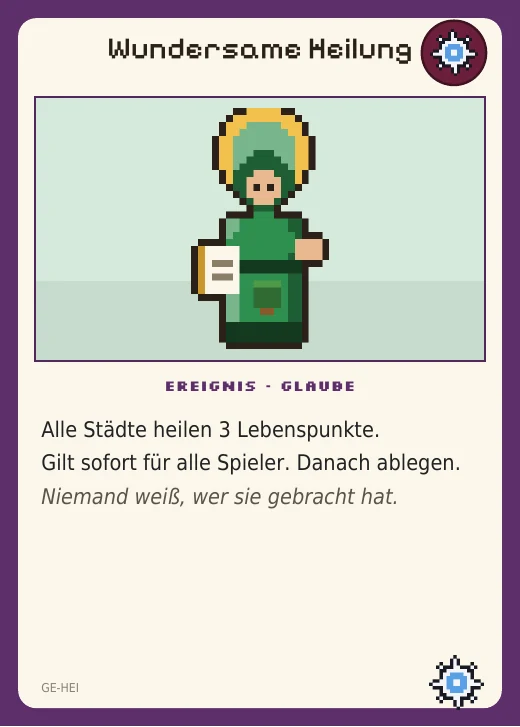 Wundersame Heilung
EREIGNIS - GLAUBE
Alle Städte heilen 3 Lebenspunkte.
Gilt sofort für alle Spieler. Danach ablegen.
Niemand weiß, wer sie gebracht hat.
GE-HEI